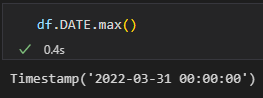 df.DATE.max()
0.4s
Timestamp('2022-03-31 00:00:00')